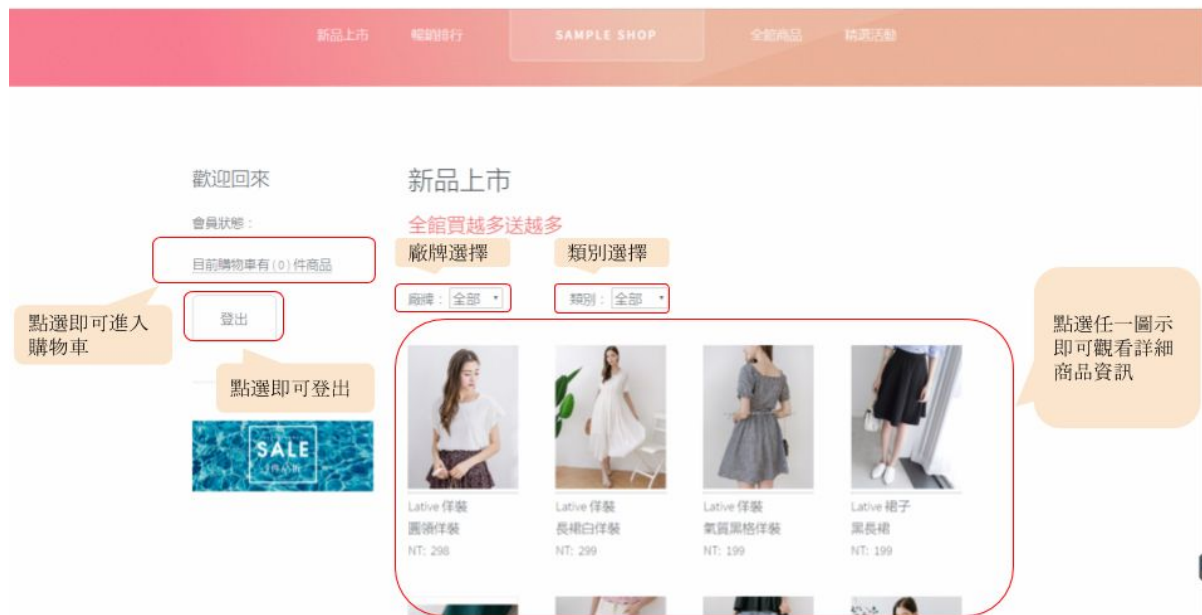 新品上市 暢銷排行 SAMPLE SHOP 全館商品 精選活動
歡迎回來
會員狀態：
目前購物車有(0)件商品
點選即可進入
購物車
登出
點選即可登出
SALE
新品上市
全館買越多送越多
廠牌選擇 類別選擇
廠牌： 全部 類別： 全部
點選任一圖示
即可觀看詳細
商品資訊
Lative 佯裝
圓領佯裝
NT: 298
Lative 佯裝
長裙白佯裝
NT: 299
Lative 佯裝
氣質黑格佯裝
NT: 199
Lative 裙子
黑長裙
NT: 199